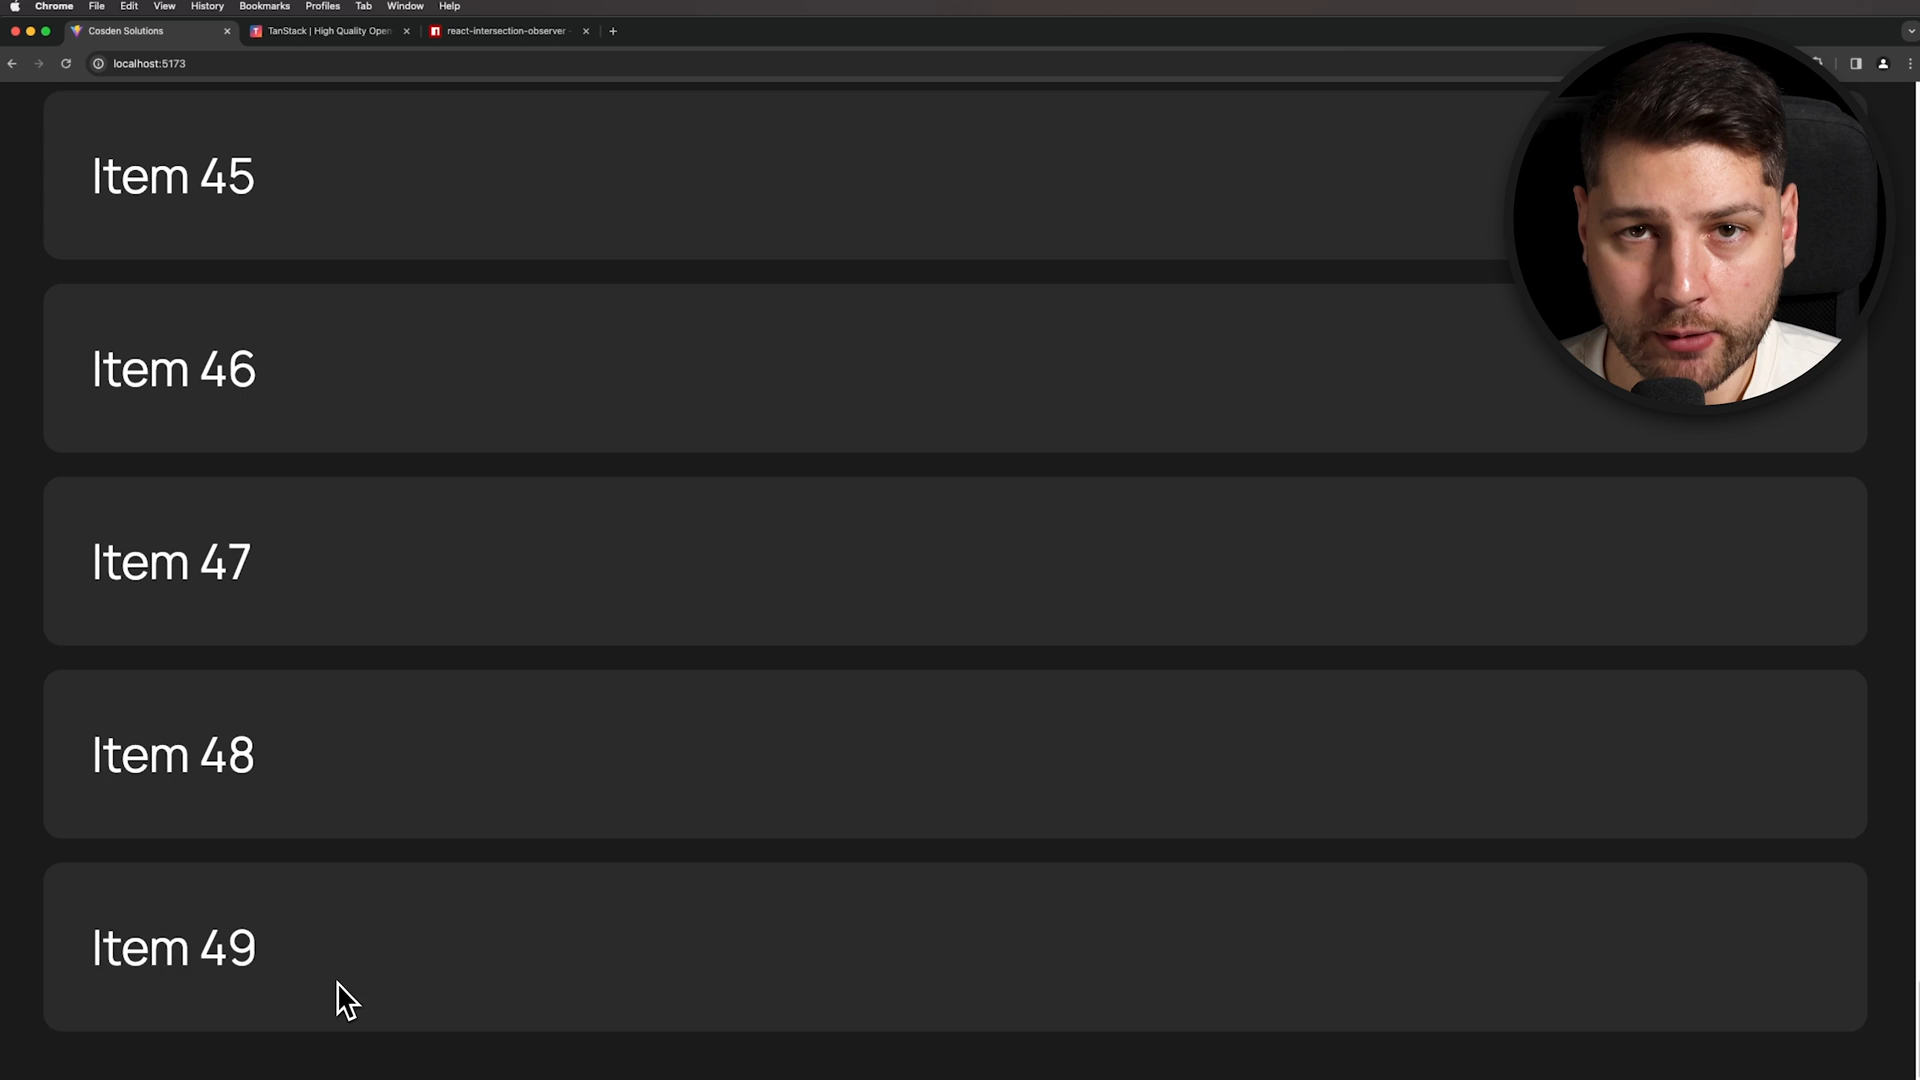 Chrome File Edit View History Bookmarks Profiles Tab Window Help
Cosden Solutions TanStack | High Quality Open react-intersection-observer
localhost:5173
Item 45
Item 46
Item 47
Item 48
Item 49